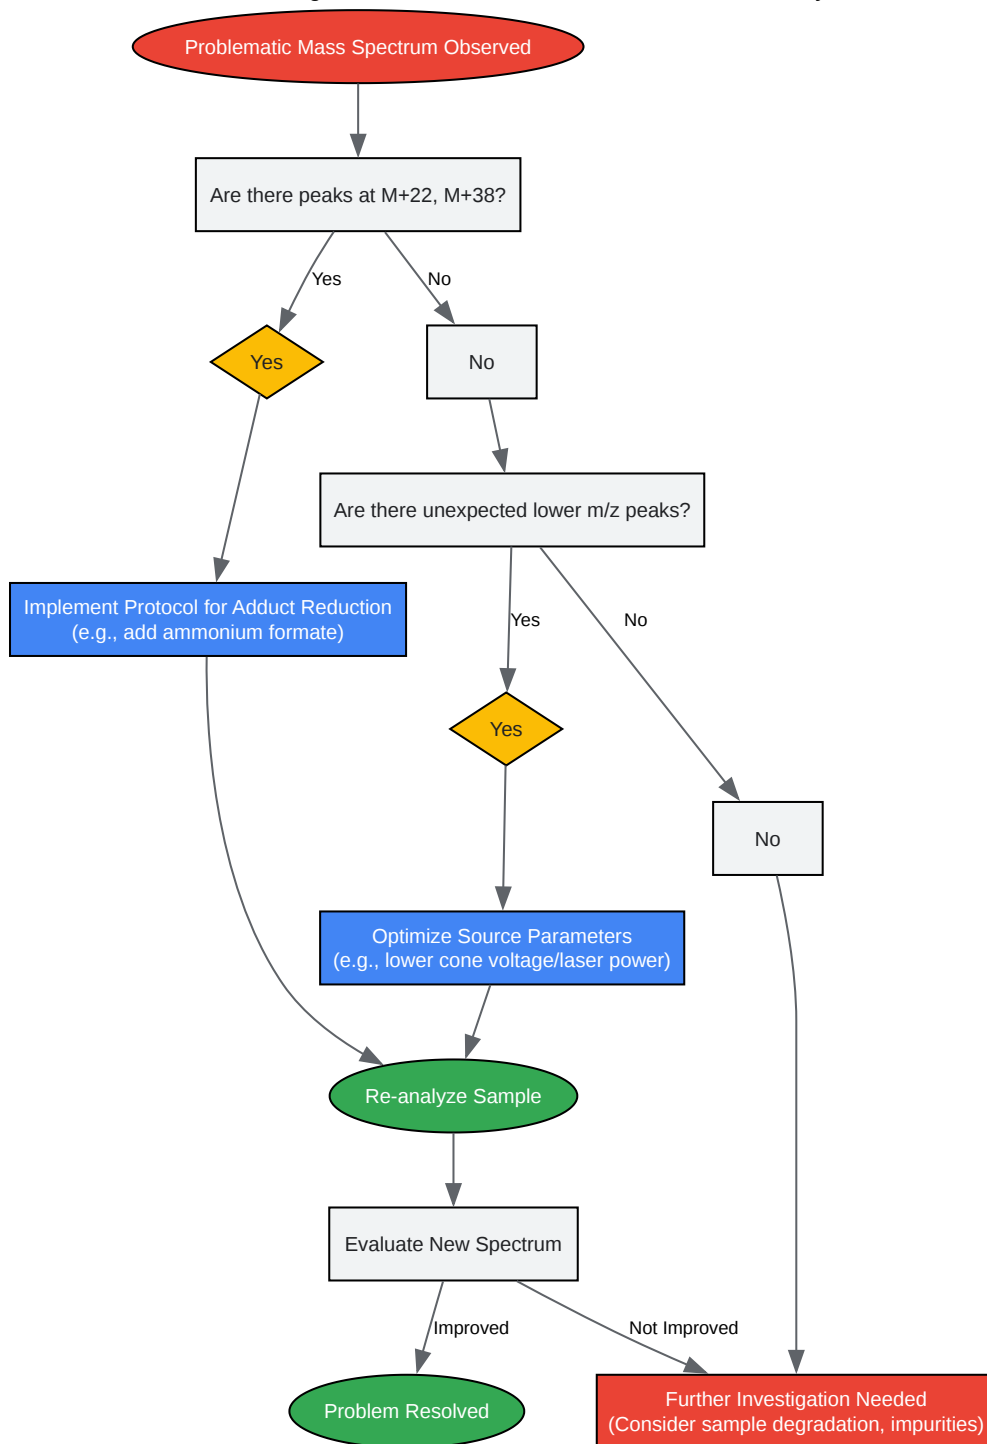 Problematic Mass Spectrum Observed
Are there peaks at M+22, M+38?
Yes
No
Yes
No
Are there unexpected lower m/z peaks?
Implement Protocol for Adduct Reduction
(e.g., add ammonium formate)
Yes
No
Yes
No
Optimize Source Parameters
(e.g., lower cone voltage/laser power)
Re-analyze Sample
Evaluate New Spectrum
Improved
Not Improved
Problem Resolved
Further Investigation Needed
(Consider sample degradation, impurities)